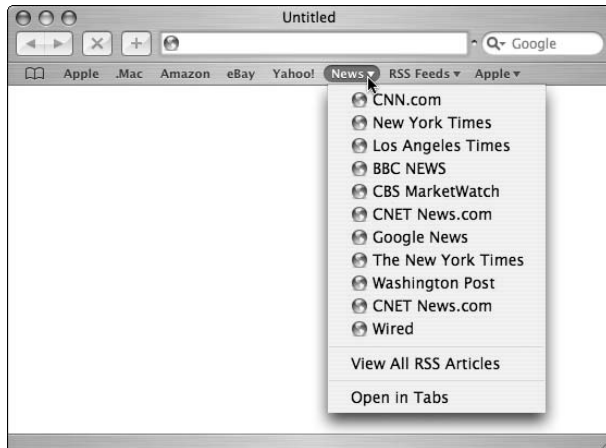 Untitled
Google
Apple .Mac Amazon eBay Yahoo! News RSS Feeds Apple
CNN.com
New York Times
Los Angeles Times
BBC NEWS
CBS MarketWatch
CNET News.com
Google News
The New York Times
Washington Post
CNET News.com
Wired
View All RSS Articles
Open in Tabs